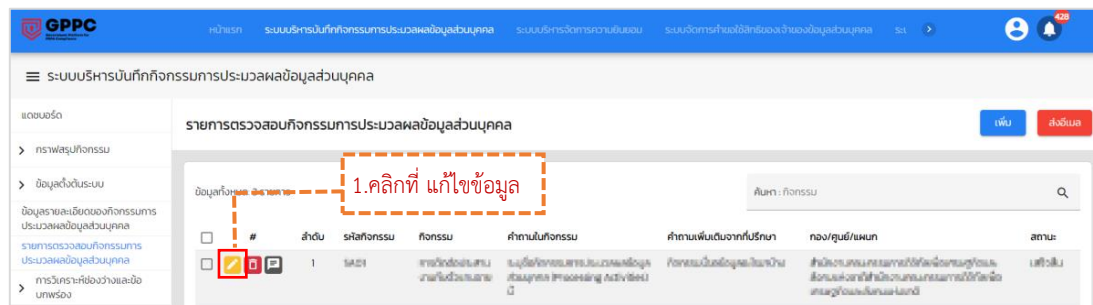 GPPC
หน้าแรก ระบบบริหารบันทึกกิจกรรมการประมวลผลข้อมูลส่วนบุคคล ระบบบริหารจัดการความยินยอม ระบบจัดการคำขอใช้สิทธิของเจ้าของข้อมูลส่วนบุคคล 428
ระบบบริหารบันทึกกิจกรรมการประมวลผลข้อมูลส่วนบุคคล
แดชบอร์ด
รายการตรวจสอบกิจกรรมการประมวลผลข้อมูลส่วนบุคคล เพิ่ม ส่งอีเมล
กราฟสรุปกิจกรรม
ข้อมูลตั้งต้นระบบ
1.คลิกที่ แก้ไขข้อมูล
ข้อมูลทั้งหมด ค้นหา : กิจกรรม
ข้อมูลรายละเอียดของกิจกรรมการ
ประมวลผลข้อมูลส่วนบุคคล
# ลำดับ รหัสกิจกรรม กิจกรรม คำถามในกิจกรรม คำถามเพิ่มเติมจากที่ปรึกษา กอง/ศูนย์/แผนก สถานะ
รายการตรวจสอบกิจกรรมการ
ประมวลผลข้อมูลส่วนบุคคล
1
การวิเคราะห์ช่องว่างและข้อ
บกพร่อง